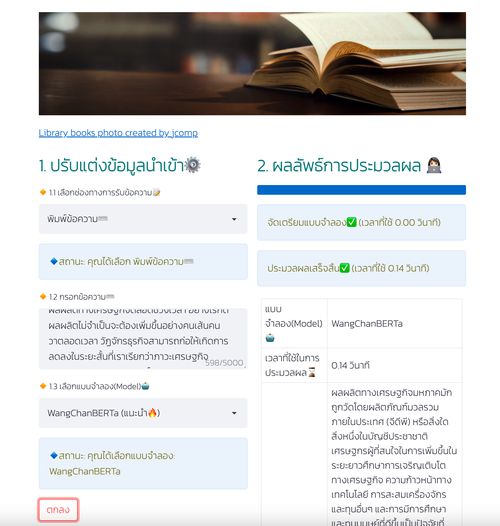 Library books photo created by jcomp
1. ปรับแต่งข้อมูลนำเข้า
1.1 เลือกช่องทางการรับข้อความ
พิมพ์ข้อความ
สถานะ: คุณได้เลือก พิมพ์ข้อความ
1.2 กรอกข้อความ
ผลผลิตไม่จำเป็นจะต้องเพิ่มขึ้นอย่างคนเส้นคน
วาตลอดเวลา วัฏจักรธุรกิจสามารถก่อให้เกิดการ
ลดลงในระยะสั้นที่เราเรียกว่าภาวะเศรษฐกิจ
598/5000
1.3 เลือกแบบจำลอง(Model)
WangChanBERTa (แนะนำ🔥)
สถานะ: คุณได้เลือกแบบจำลอง:
WangChanBERTa
ตกลง
2. ผลลัพธ์การประมวลผล
จัดเตรียมแบบจำลอง✅ (เวลาที่ใช้ 0.00 วินาที)
ประมวลผลเสร็จสิ้น✅ (เวลาที่ใช้ 0.14 วินาที)
แบบ
จำลอง(Model)
WangChanBERTa
เวลาที่ใช้ในการ
ประมวลผล⌛
0.14 วินาที
ผลผลิตทางเศรษฐกิจมหภาคมัก
ถูกวัดโดยผลิตภัณฑ์มวลรวม
ภายในประเทศ (จีดีพี) หรือสิ่งใด
สิ่งหนึ่งในบัญชีประชาชาติ
เศรษฐกรผู้ที่สนใจในการเพิ่มขึ้นใน
ระยะยาวศึกษาการเจริญเติบโต
ทางเศรษฐกิจ ความก้าวหน้าทาง
เทคโนโลยี การสะสมเครื่องจักร
และทุนอื่นๆ และการมีการศึกษา
และทุนมนุษย์ที่ดีขึ้นเป็นปัจจัยที่